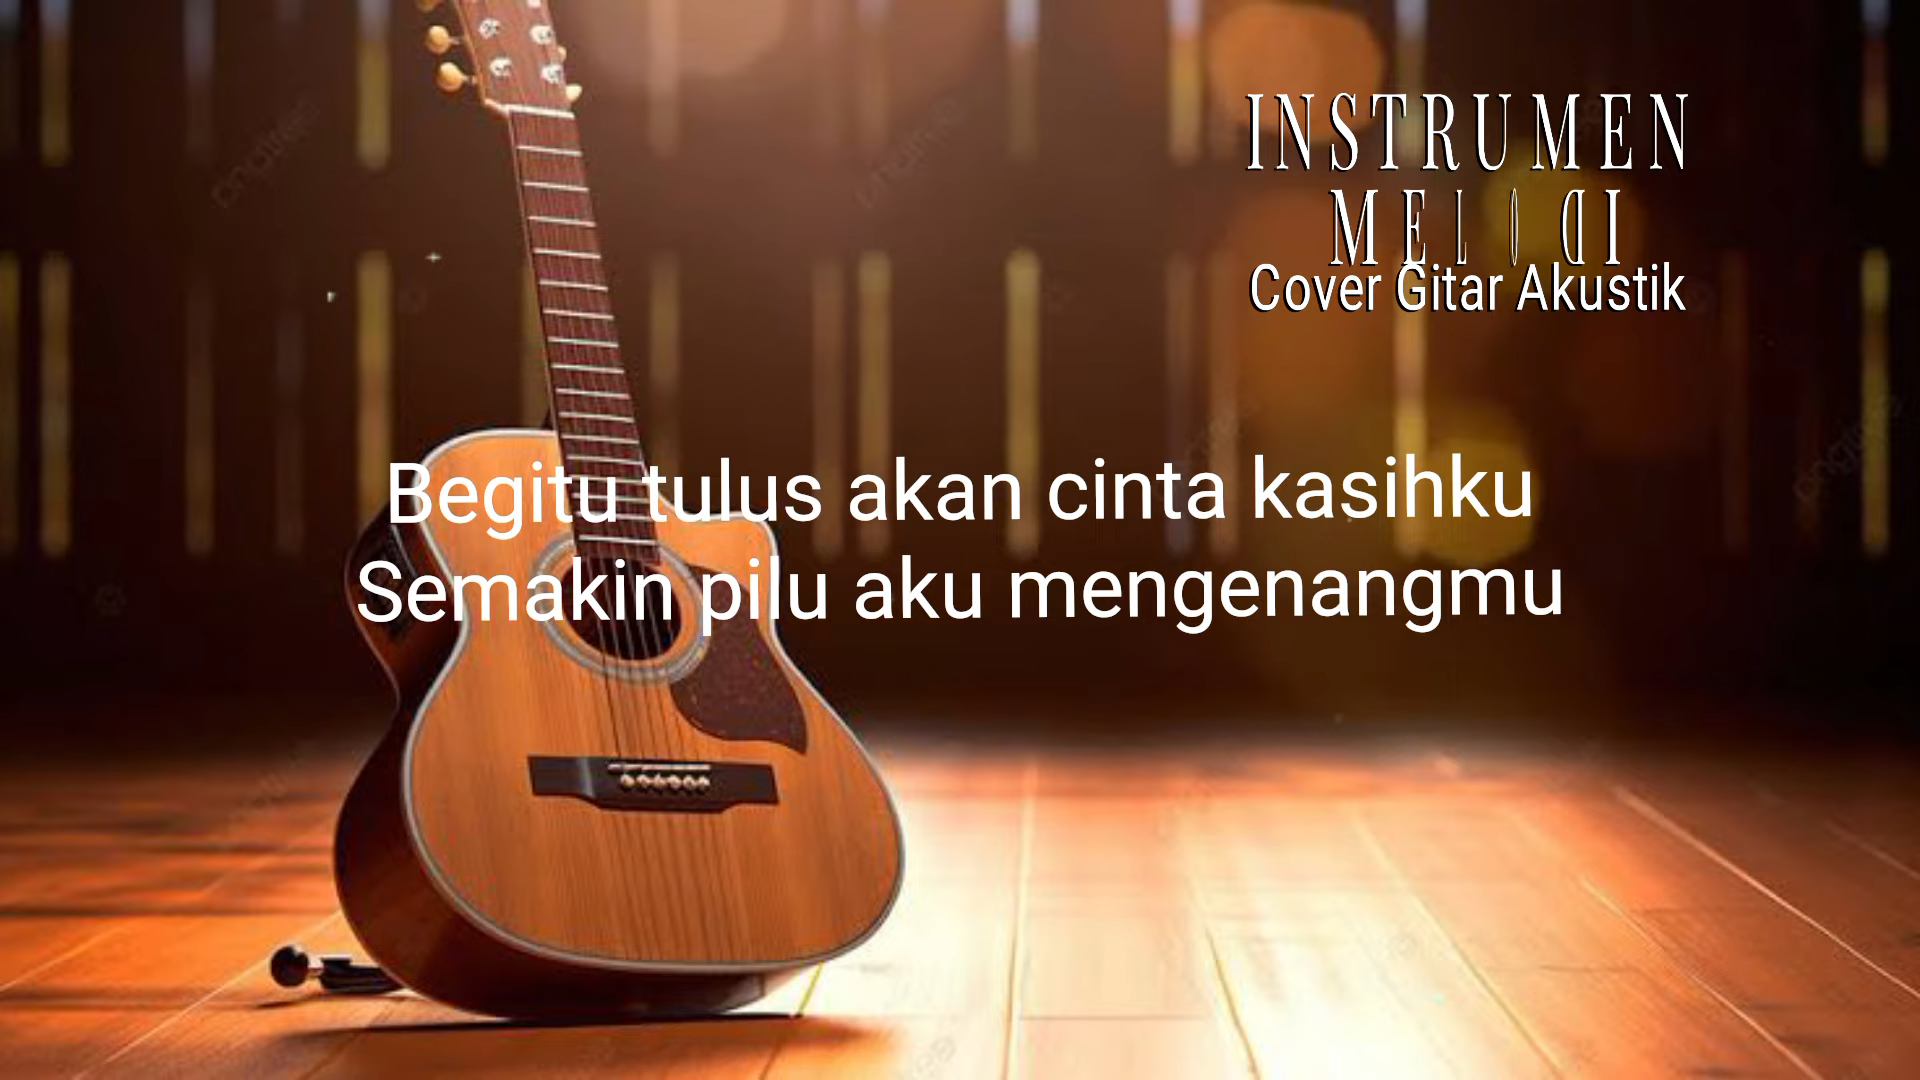 INSTRUMEN
MELODI
Cover Gitar Akustik
Begitu tulus akan cinta kasihku
Semakin pilu aku mengenangmu